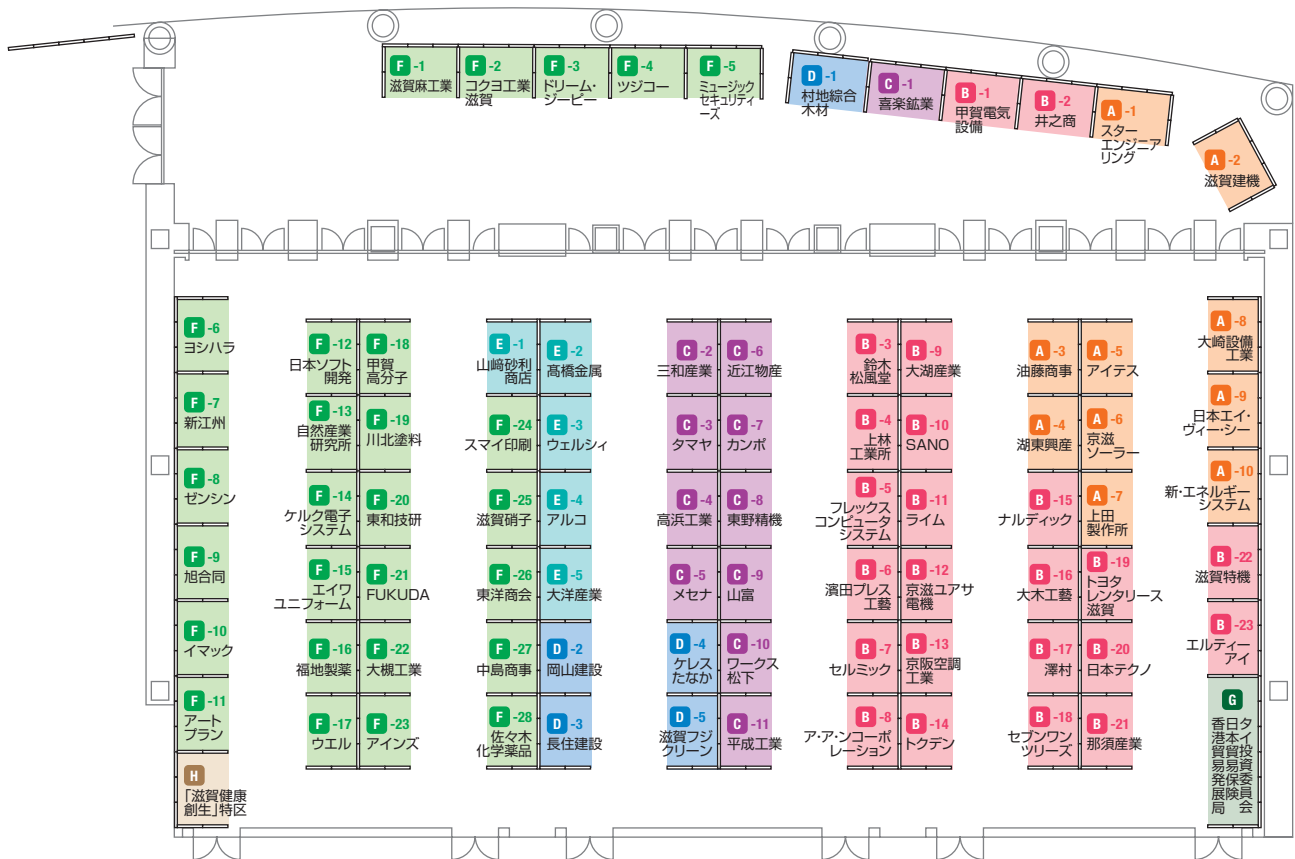 F -1
滋賀麻工業
F -2
コクヨ工業
滋賀
F -3
ドリーム・
ジーピー
F -4
ツジコー
F -5
ミュージック
セキュリティ
ーズ
D -1
村地綜合
木材
C -1
喜楽鉱業
B -1
甲賀電気
設備
B -2
井之商
A -1
スター
エンジニア
リング
A -2
滋賀建機
F -6
ヨシハラ
F -7
新江州
F -8
ゼンシン
F -9
旭合同
F -10
イマック
F -11
アート
プラン
H
「滋賀健康
創生」特区
F -12
日本ソフト
開発
F -18
甲賀
高分子
F -13
自然産業
研究所
F -19
川北塗料
F -14
ケルク電子
システム
F -20
東和技研
F -15
エイワ
ユニフォーム
F -21
FUKUDA
F -16
福地製薬
F -22
大槻工業
F -17
ウエル
F -23
アインズ
E -1
山﨑砂利
商店
E -2
髙橋金属
F -24
スマイ印刷
E -3
ウェルシィ
F -25
滋賀硝子
E -4
アルコ
F -26
東洋商会
E -5
大洋産業
F -27
中島商事
D -2
岡山建設
F -28
佐々木
化学薬品
D -3
長住建設
C -2
三和産業
C -6
近江物産
C -3
タマヤ
C -7
カンポ
C -4
高浜工業
C -8
東野精機
C -5
メセナ
C -9
山富
D -4
ケレス
たなか
C -10
ワークス
松下
D -5
滋賀フジ
クリーン
C -11
平成工業
B -3
鈴木
松風堂
B -9
大湖産業
B -4
上林
工業所
B -10
SANO
B -5
フレックス
コンピュータ
システム
B -11
ライム
B -6
濱田プレス
工藝
B -12
京滋ユアサ
電機
B -7
セルミック
B -13
京阪空調
工業
B -8
ア・ア・ンコーポ
レーション
B -14
トクデン
A -3
油藤商事
A -5
アイテス
A -4
湖東興産
A -6
京滋
ソーラー
B -15
ナルディック
A -7
上田
製作所
B -16
大木工藝
B -19
トヨタ
レンタリース
滋賀
B -17
澤村
B -20
日本テクノ
B -18
セブンワン
ツリーズ
B -21
那須産業
A -8
大崎設備
工業
A -9
日本エイ・
ヴィー・シー
A -10
新・エネルギー
システム
B -22
滋賀特機
B -23
エルティー
アイ
G
タイ投資委員会
日本貿易保険
香港貿易発展局